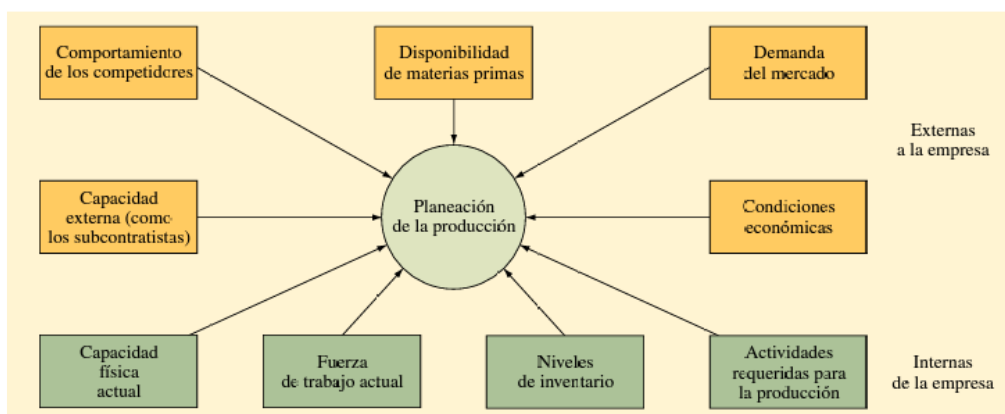 Comportamiento
de los competidores
Disponibilidad
de materias primas
Demanda
del mercado
Externas
a la empresa
Capacidad
externa (como
los subcontratistas)
Planeación
de la producción
Condiciones
económicas
Capacidad
física
actual
Fuerza
de trabajo actual
Niveles
de inventario
Actividades
requeridas para
la producción
Internas
de la empresa